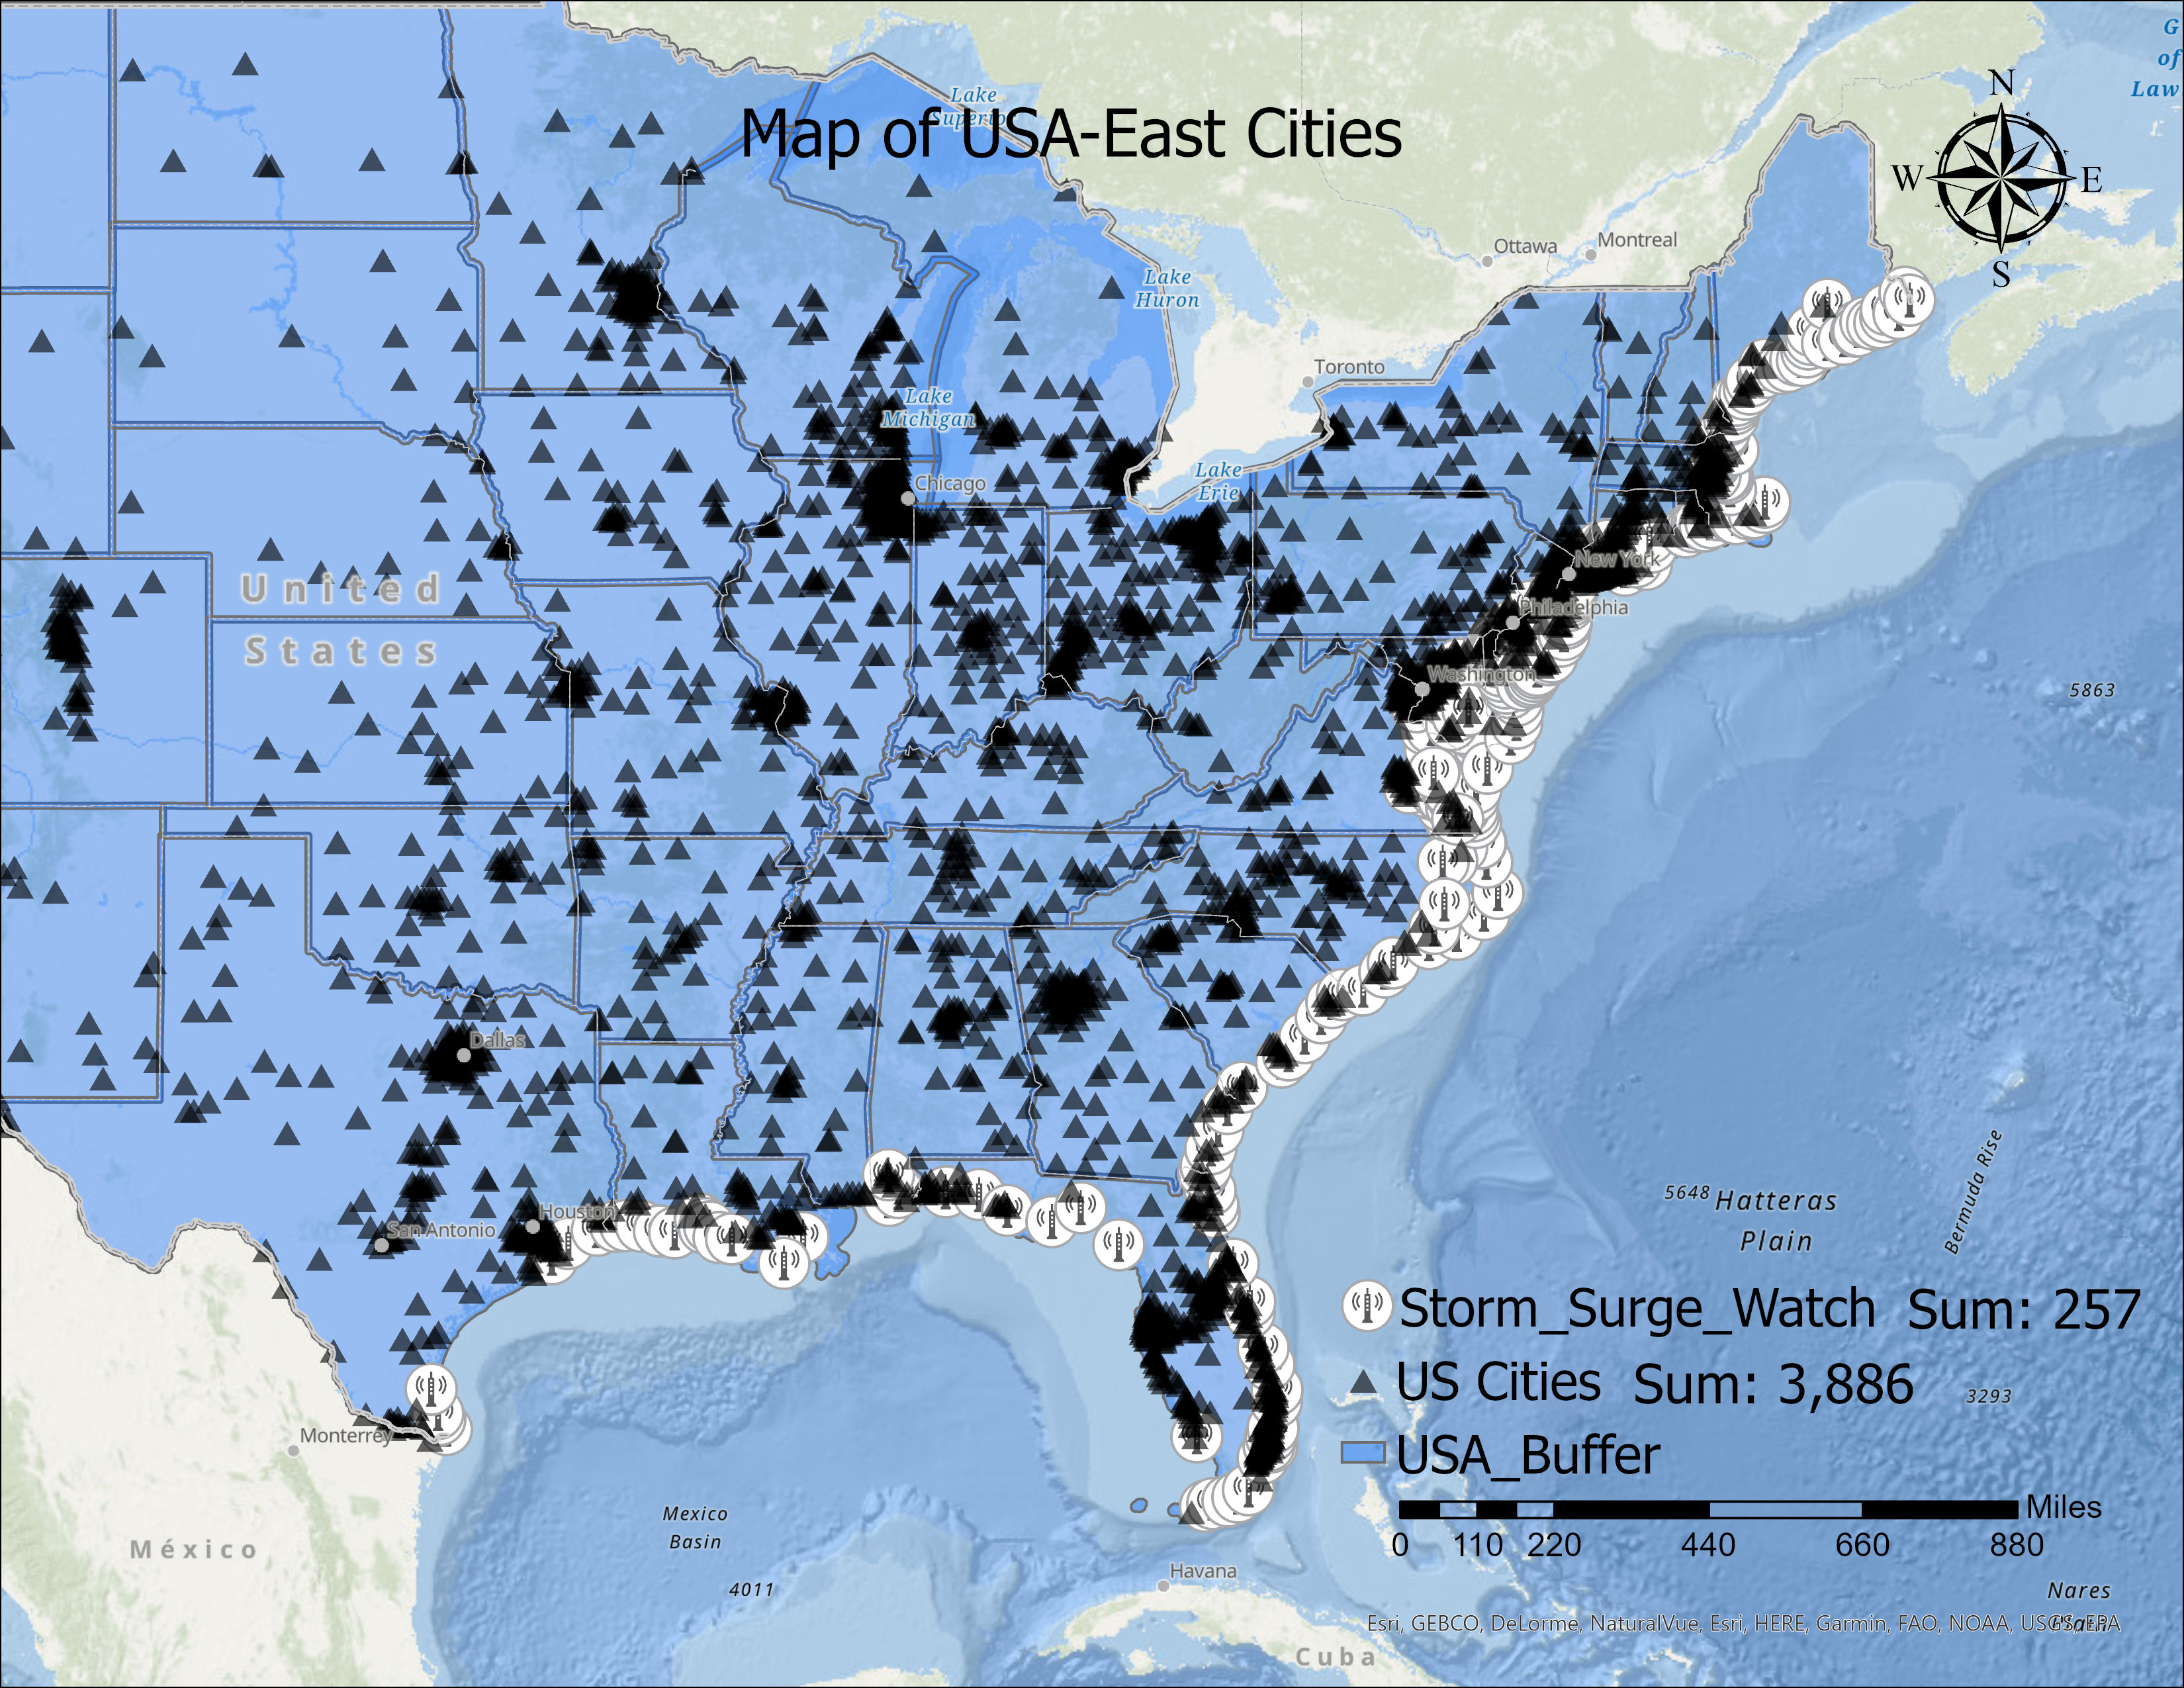 G
of
Law
Lake
Superior
Map of USA-East Cities
N
W
E
S
Ottawa
Montreal
Lake
Huron
Toronto
Lake
Michigan
Lake
Erie
Chicago
New York
United
States
Philadelphia
Washington
5863
Dallas
Houston
San Antonio
5648
Hatteras
Plain
Bermuda Rise
Storm_Surge_Watch Sum: 257
US Cities Sum: 3,886
3293
USA_Buffer
Monterrey
Miles
0 110 220 440 660 880
Mexico
Basin
México
4011
Havana
Nares
Plain
Esri, GEBCO, DeLorme, NaturalVue, Esri, HERE, Garmin, FAO, NOAA, USGS, EPA
Cuba